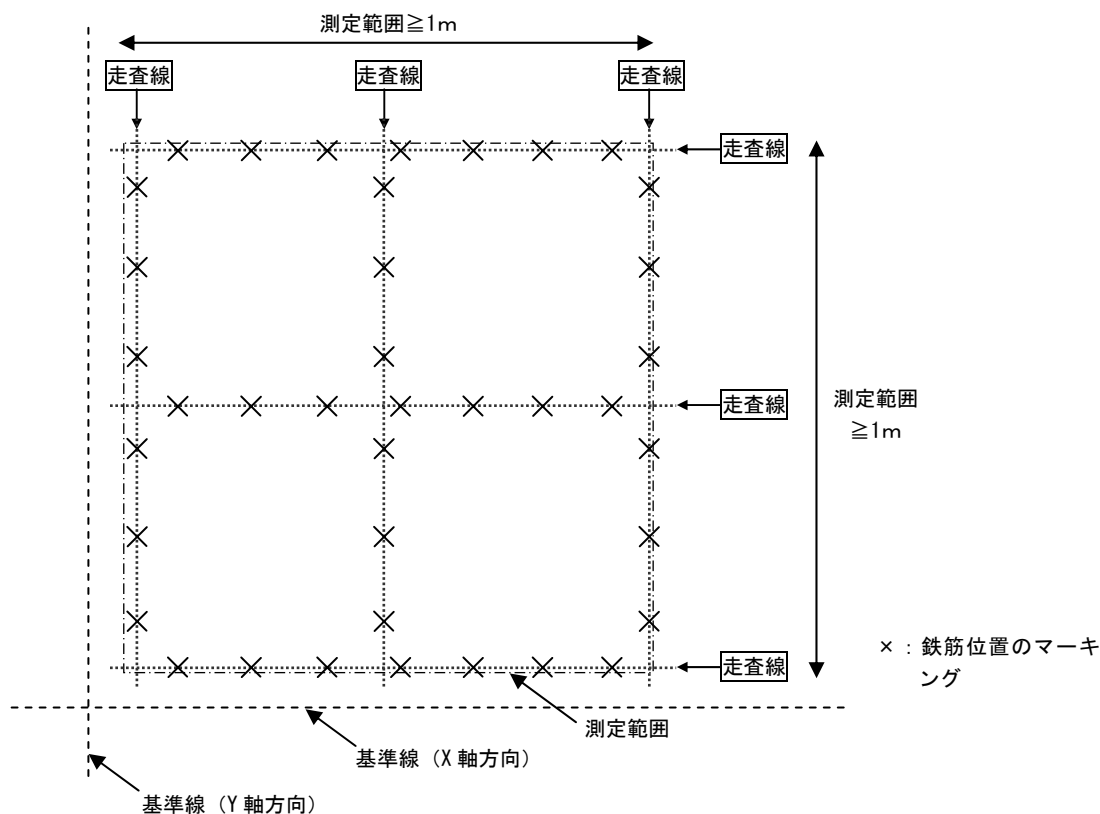 測定範囲≧1m
走査線
走査線
走査線
走査線
走査線
測定範囲
≧1m
× : 鉄筋位置のマーキ
ング
走査線
測定範囲
基準線（X 軸方向）
基準線（Y 軸方向）